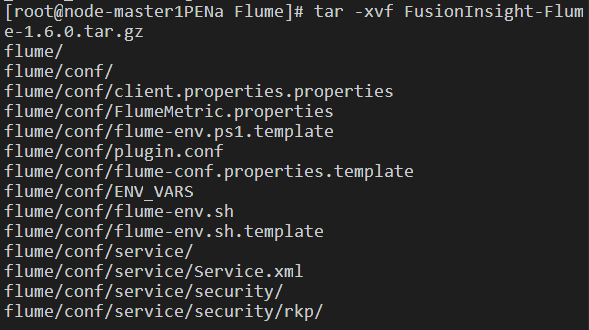 [root@node-master1PENa Flume]# tar -xvf FusionInsight-Flum
e-1.6.0.tar.gz
flume/
flume/conf/
flume/conf/client.properties.properties
flume/conf/FlumeMetric.properties
flume/conf/flume-env.ps1.template
flume/conf/plugin.conf
flume/conf/flume-conf.properties.template
flume/conf/ENV_VARS
flume/conf/flume-env.sh
flume/conf/flume-env.sh.template
flume/conf/service/
flume/conf/service/Service.xml
flume/conf/service/security/
flume/conf/service/security/rkp/